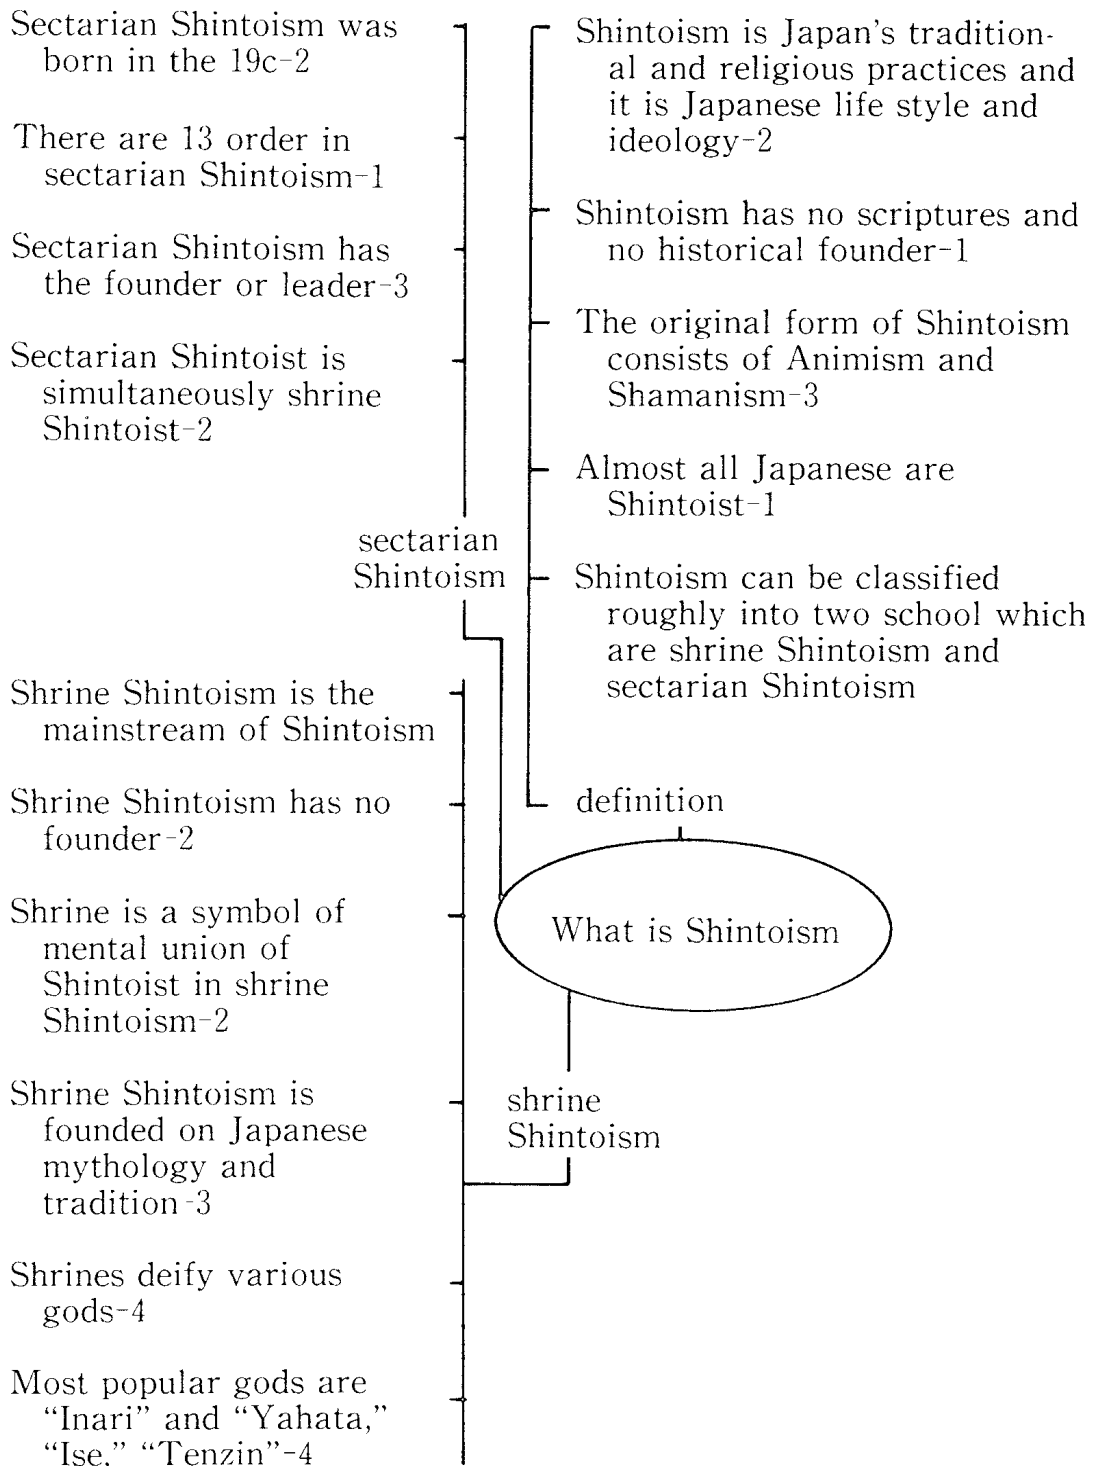 Sectarian Shintoism was
born in the 19c-2
There are 13 order in
sectarian Shintoism-1
Sectarian Shintoism has
the founder or leader-3
Sectarian Shintoist is
simultaneously shrine
Shintoist-2
sectarian
Shintoism
Shintoism is Japan's tradition-
al and religious practices and
it is Japanese life style and
ideology-2
Shintoism has no scriptures and
no historical founder-1
The original form of Shintoism
consists of Animism and
Shamanism-3
Almost all Japanese are
Shintoist-1
Shintoism can be classified
roughly into two school which
are shrine Shintoism and
sectarian Shintoism
definition
What is Shintoism
Shrine Shintoism is the
mainstream of Shintoism
Shrine Shintoism has no
founder-2
Shrine is a symbol of
mental union of
Shintoist in shrine
Shintoism-2
Shrine Shintoism is
founded on Japanese
mythology and
tradition-3
Shrines deify various
gods-4
Most popular gods are
"Inari" and "Yahata,"
"Ise," "Tenzin"-4
shrine
Shintoism